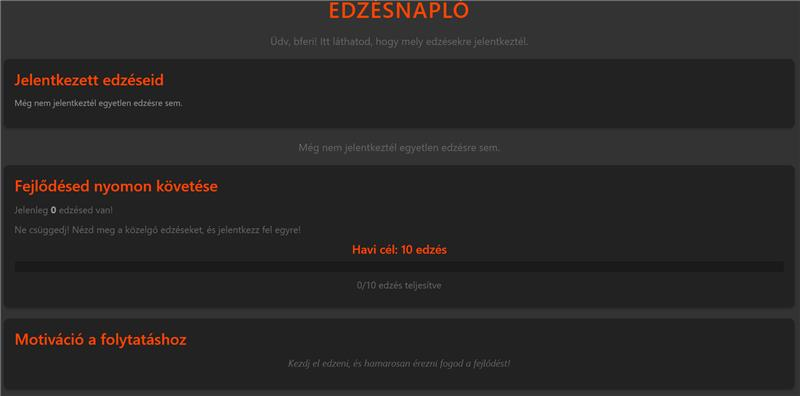 EDZÉSNAPLÓ
Üdv, bferi! Itt láthatod, hogy mely edzésekre jelentkeztél.
Jelentkezett edzéseid
Még nem jelentkeztél egyetlen edzésre sem.
Még nem jelentkeztél egyetlen edzésre sem.
Fejlődésed nyomon követése
Jelenleg 0 edzésed van!
Ne csüggedj! Nézd meg a közelgő edzéseket, és jelentkezz fel egyre!
Havi cél: 10 edzés
0/10 edzés teljesítve
Motiváció a folytatáshoz
Kezdj el edzeni, és hamarosan érezni fogod a fejlődést!